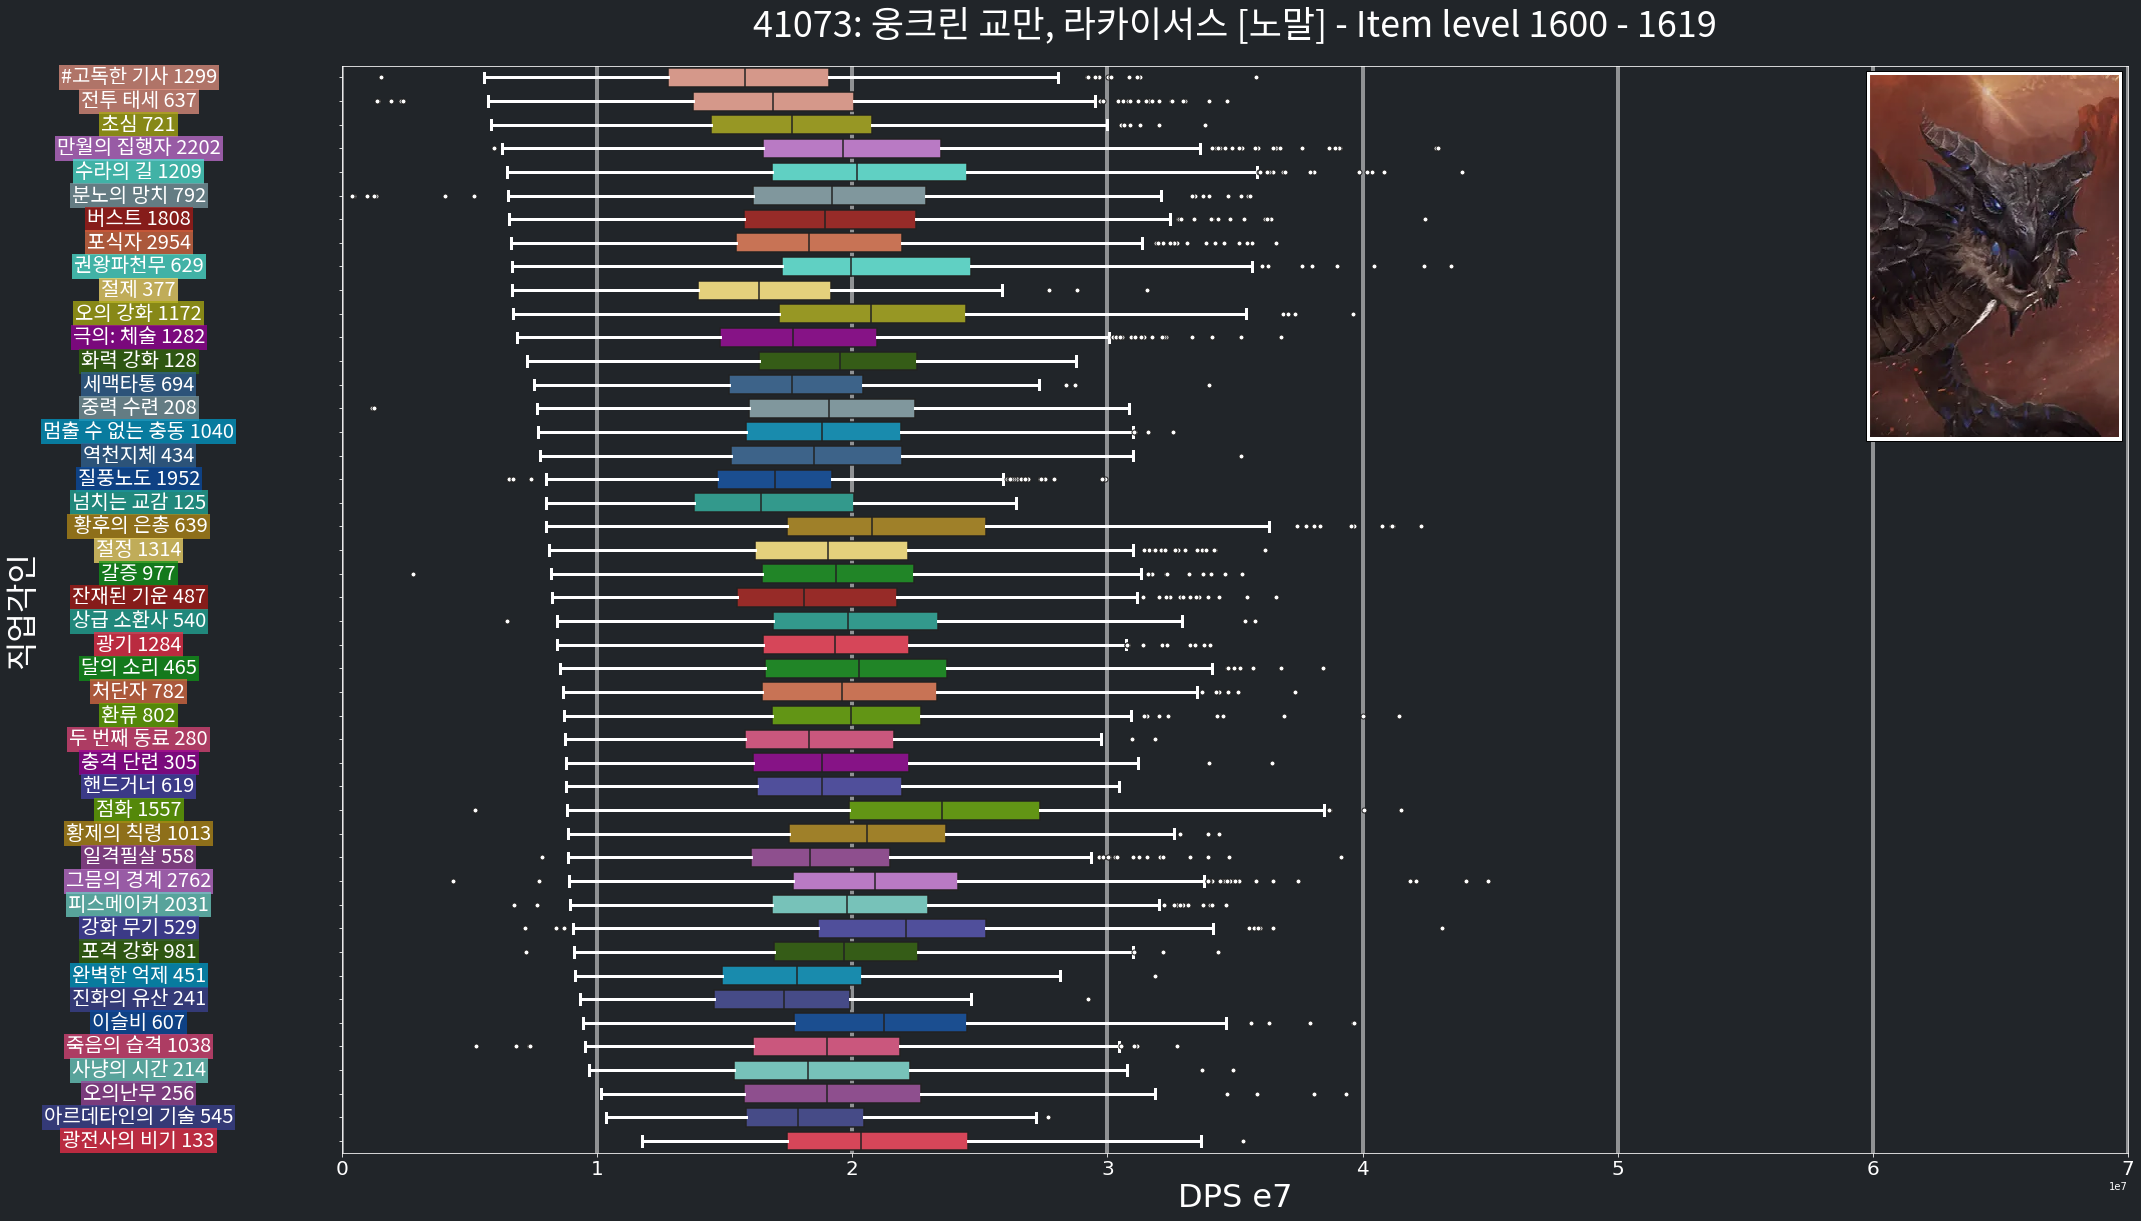 41073: 웅크린 교만, 라카이서스 [노말] - Item level 1600 - 1619
#고독한 기사 1299
전투 태세 637
초심 721
만월의 집행자 2202
수라의 길 1209
분노의 망치 792
버스트 1808
포식자 2954
권왕파천무 629
절제 377
오의 강화 1172
극의: 체술 1282
화력 강화 128
세맥타통 694
중력 수련 208
멈출 수 없는 충동 1040
역천지체 434
질풍노도 1952
넘치는 교감 125
황후의 은총 639
절정 1314
갈증 977
잔재된 기운 487
상급 소환사 540
광기 1284
달의 소리 465
처단자 782
환류 802
두 번째 동료 280
충격 단련 305
핸드거너 619
점화 1557
황제의 칙령 1013
일격필살 558
그믐의 경계 2762
피스메이커 2031
강화 무기 529
포격 강화 981
완벽한 억제 451
진화의 유산 241
이슬비 607
죽음의 습격 1038
사냥의 시간 214
오의난무 256
아르데타인의 기술 545
광전사의 비기 133
직업각인
0 1 2 3 4 5 6 7
DPS e7
1e7